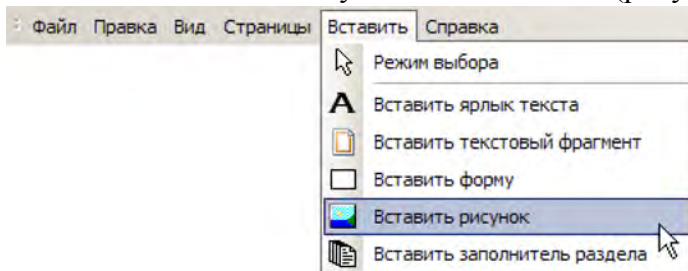 Файл Правка Вид Страницы Вставить Справка
Режим выбора
Вставить ярлык текста
Вставить текстовый фрагмент
Вставить форму
Вставить рисунок
Вставить заполнитель раздела